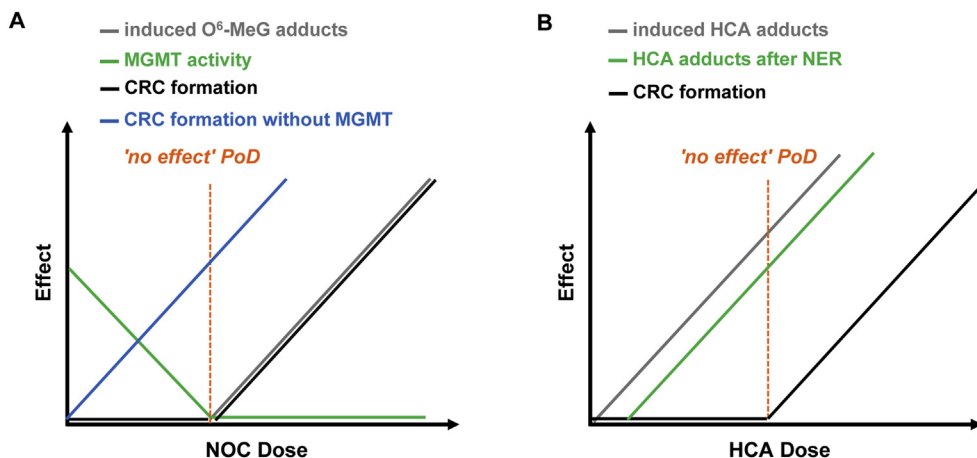 A
induced O⁶-MeG adducts
MGMT activity
CRC formation
CRC formation without MGMT
'no effect' PoD
Effect
NOC Dose
B
induced HCA adducts
HCA adducts after NER
CRC formation
'no effect' PoD
Effect
HCA Dose